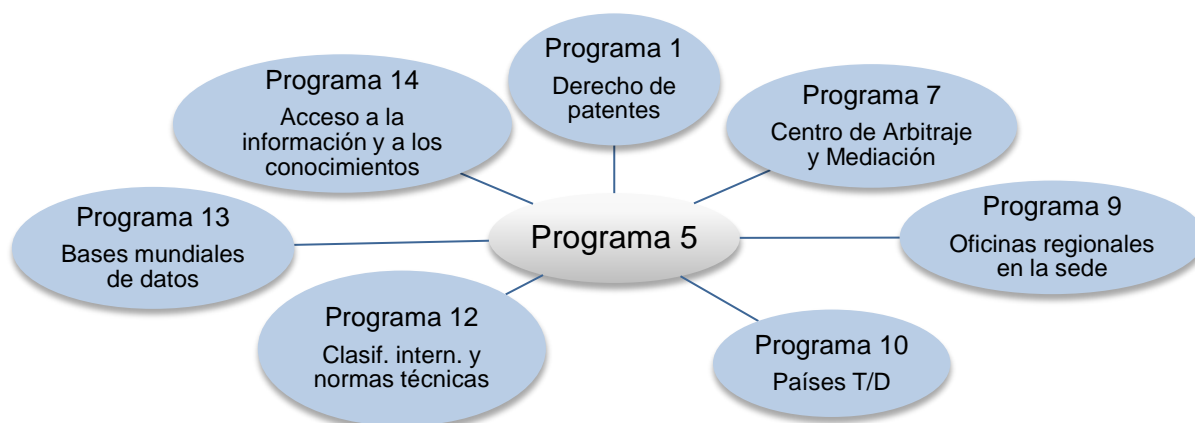 Programa 1
Derecho de
patentes
Programa 14
Acceso a la
información y a los
conocimientos
Programa 7
Centro de Arbitraje
y Mediación
Programa 13
Bases mundiales
de datos
Programa 5
Programa 9
Oficinas regionales
en la sede
Programa 12
Clasif. intern. y
normas técnicas
Programa 10
Países T/D